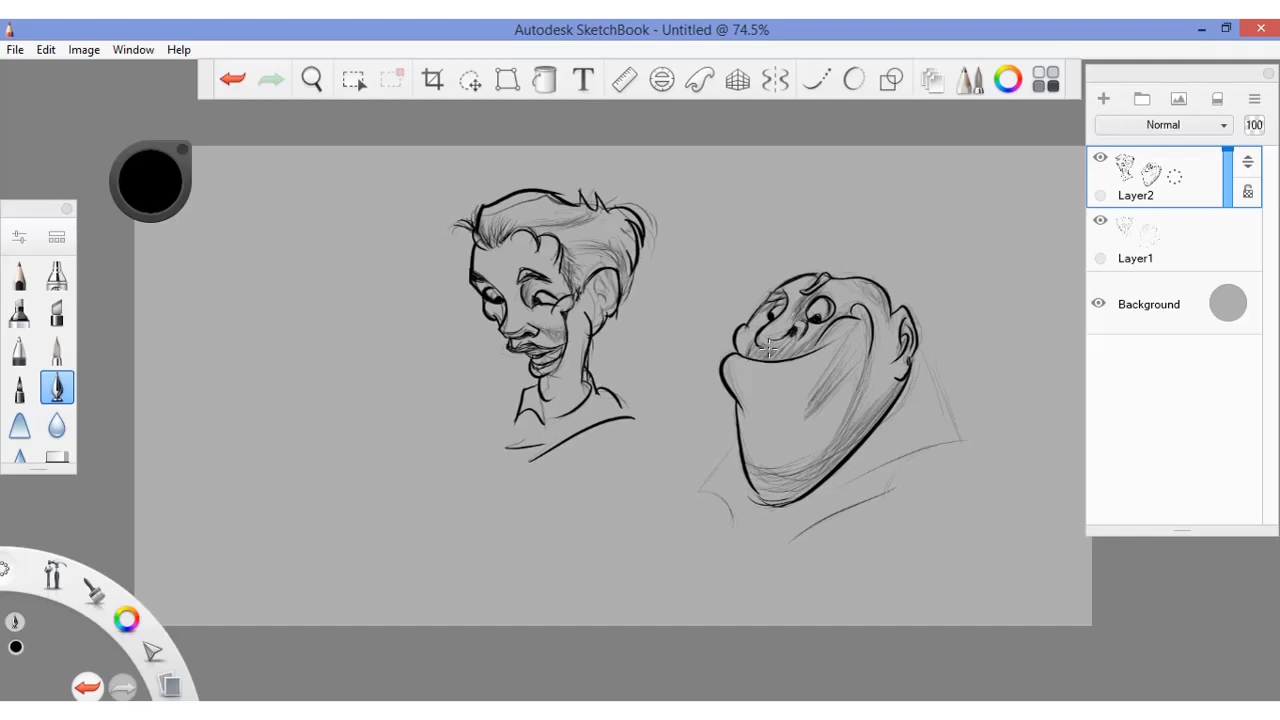 Autodesk SketchBook - Untitled @ 74.5%
File Edit Image Window Help
T
Normal 100
Layer2
Layer1
Background